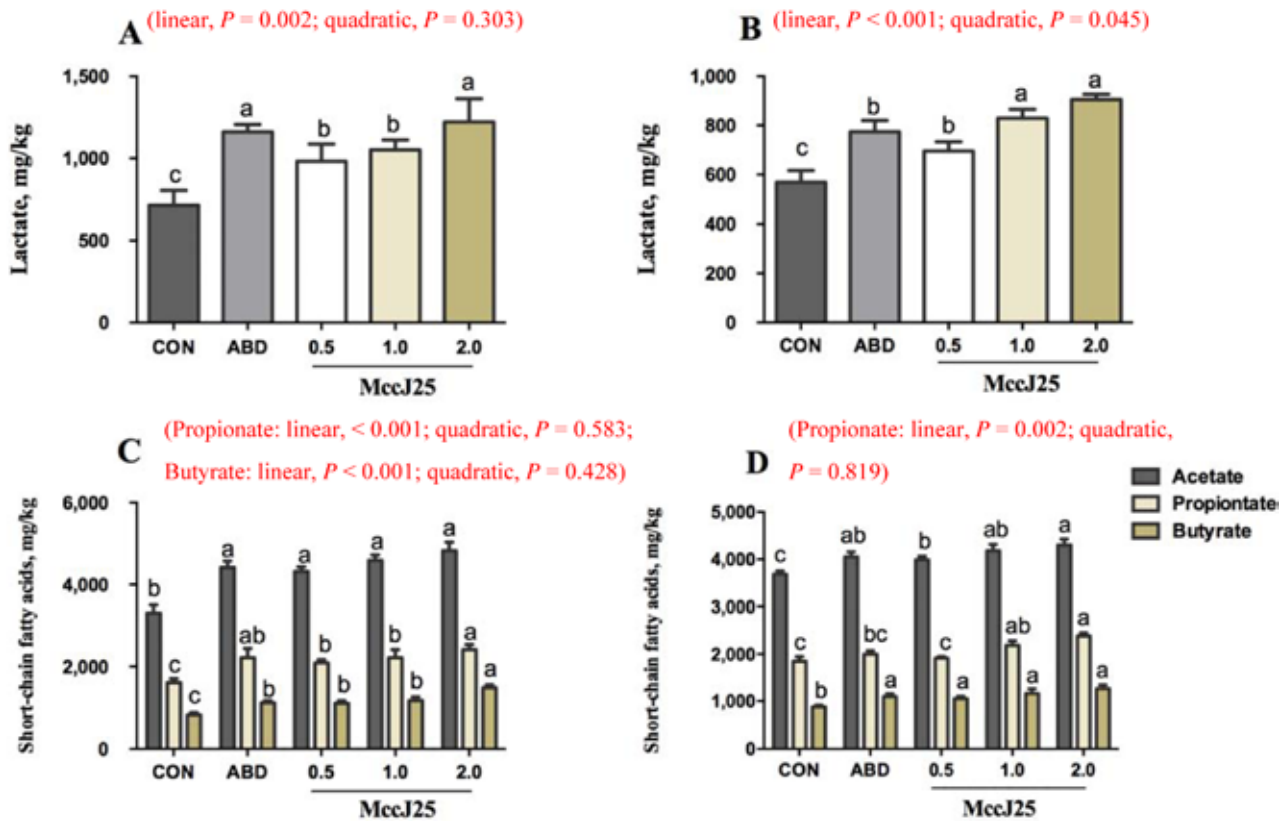 A (linear, P = 0.002; quadratic, P = 0.303)
Lactate, mg/kg
1,500
1,000
500
0
c
a
b
b
a
CON ABD 0.5 1.0 2.0
MccJ25
B (linear, P < 0.001; quadratic, P = 0.045)
Lactate, mg/kg
1,000
800
600
400
200
0
c
b
b
a
a
CON ABD 0.5 1.0 2.0
MccJ25
C (Propionate: linear, < 0.001; quadratic, P = 0.583;
Butyrate: linear, P < 0.001; quadratic, P = 0.428)
Short-chain fatty acids, mg/kg
6,000
4,000
2,000
0
b c c
a ab b
a b b
a b b
a a a
CON ABD 0.5 1.0 2.0
MccJ25
D (Propionate: linear, P = 0.002; quadratic,
P = 0.819)
Short-chain fatty acids, mg/kg
5,000
4,000
3,000
2,000
1,000
0
c c b
ab bc a
b c a
ab ab a
a a a
CON ABD 0.5 1.0 2.0
MccJ25
Acetate
Propiontate
Butyrate